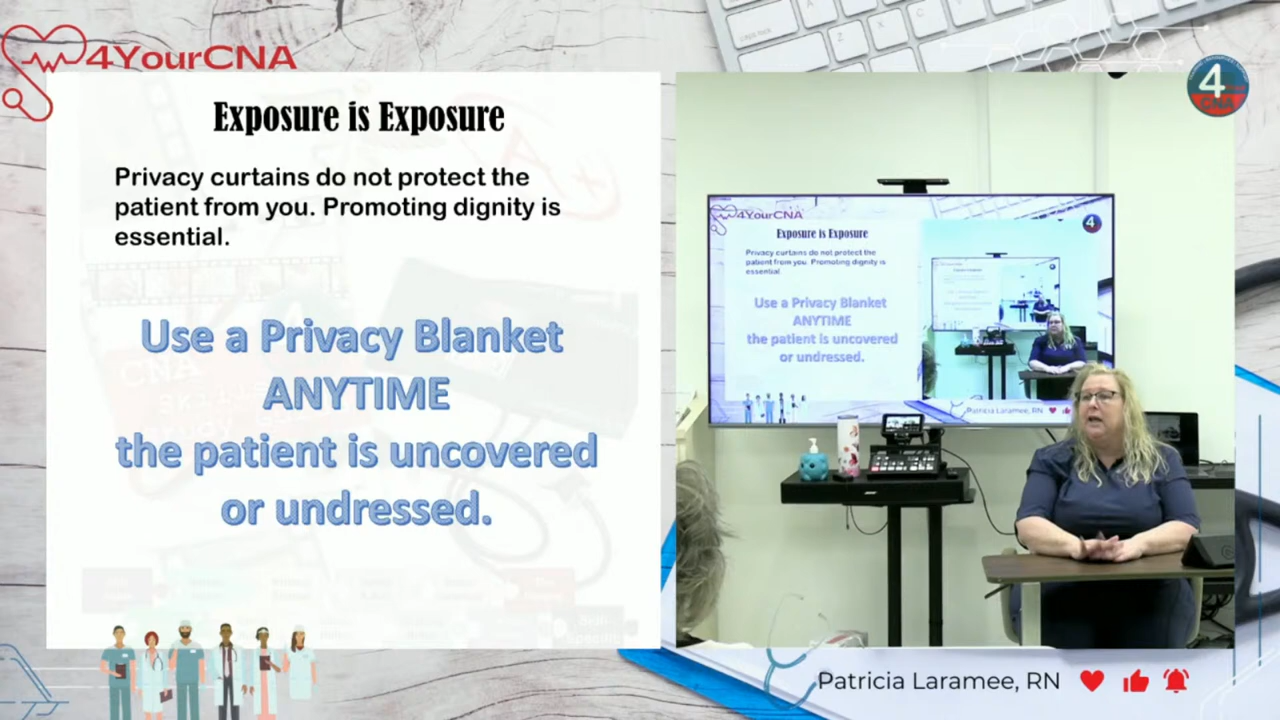 4YourCNA
4
CNA
Exposure is Exposure
Privacy curtains do not protect the
patient from you. Promoting dignity is
essential.
Use a Privacy Blanket
ANYTIME
the patient is uncovered
or undressed.
4YourCNA
4
Exposure is Exposure
Privacy curtains do not protect the
patient from you. Promoting dignity is
essential.
Use a Privacy Blanket
ANYTIME
the patient is uncovered
or undressed.
Patricia Laramee, RN
Patricia Laramee, RN